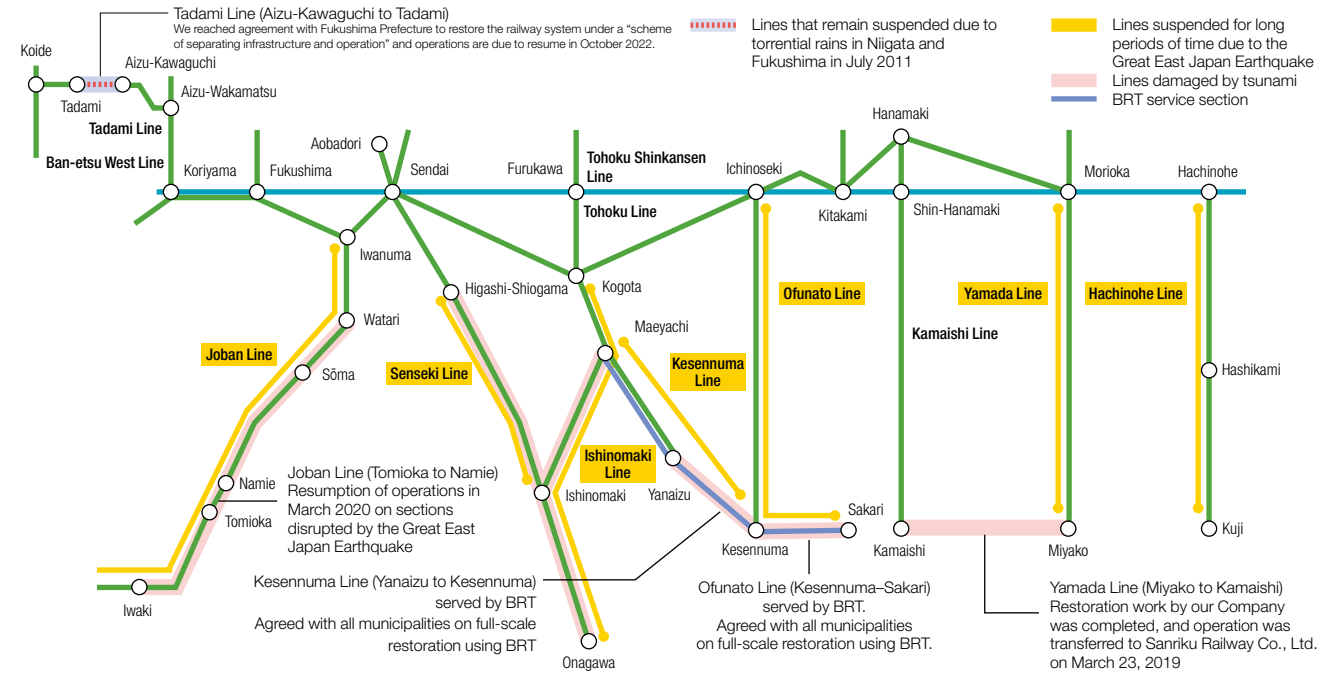 Tadami Line (Aizu-Kawaguchi to Tadami)
We reached agreement with Fukushima Prefecture to restore the railway system under a “scheme
of separating infrastructure and operation” and operations are due to resume in October 2022.
Lines that remain suspended due to
torrential rains in Niigata and
Fukushima in July 2011
Lines suspended for long
periods of time due to the
Great East Japan Earthquake
Lines damaged by tsunami
BRT service section
Koide
Aizu-Kawaguchi
Tadami
Aizu-Wakamatsu
Tadami Line
Ban-etsu West Line
Koriyama
Fukushima
Aobadori
Sendai
Furukawa
Tohoku Shinkansen
Line
Tohoku Line
Ichinoseki
Hanamaki
Kitakami
Shin-Hanamaki
Morioka
Hachinohe
Iwanuma
Watari
Joban Line
Sōma
Namie
Tomioka
Iwaki
Higashi-Shiogama
Senseki Line
Kogota
Maeyachi
Kesennuma
Line
Ofunato Line
Kamaishi Line
Yamada Line
Hachinohe Line
Hashikami
Ishinomaki
Line
Ishinomaki
Yanaizu
Kesennuma
Sakari
Kamaishi
Miyako
Kuji
Onagawa
Joban Line (Tomioka to Namie)
Resumption of operations in
March 2020 on sections
disrupted by the Great East
Japan Earthquake
Kesennuma Line (Yanaizu to Kesennuma)
served by BRT
Agreed with all municipalities on full-scale
restoration using BRT
Ofunato Line (Kesennuma–Sakari)
served by BRT.
Agreed with all municipalities
on full-scale restoration using BRT.
Yamada Line (Miyako to Kamaishi)
Restoration work by our Company
was completed, and operation was
transferred to Sanriku Railway Co., Ltd.
on March 23, 2019